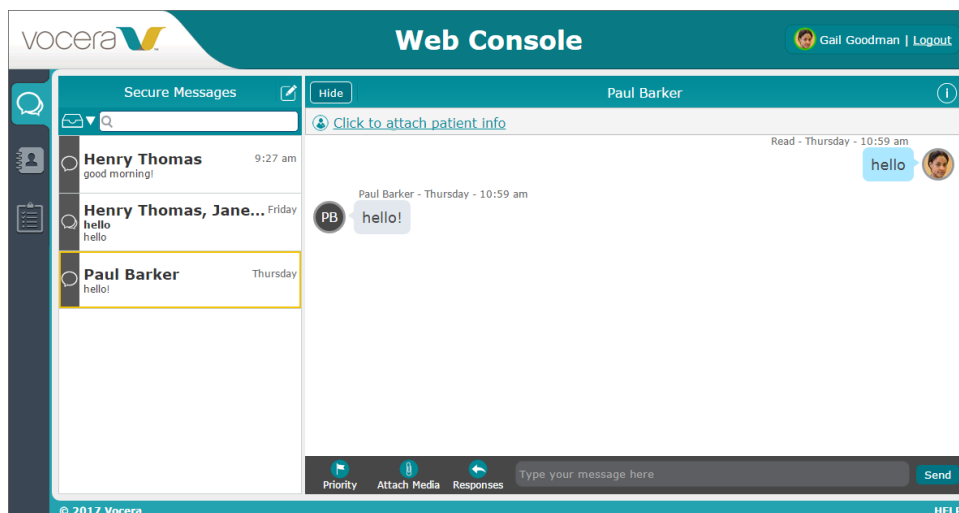 vocera
Web Console
Gail Goodman | Logout
Secure Messages
Hide
Paul Barker
Click to attach patient info
Henry Thomas 9:27 am
good morning!
Henry Thomas, Jane... Friday
hello
hello
Paul Barker Thursday
hello!
Read - Thursday - 10:59 am
hello
Paul Barker - Thursday - 10:59 am
PB hello!
Priority Attach Media Responses Type your message here Send
© 2017 Vocera HELP